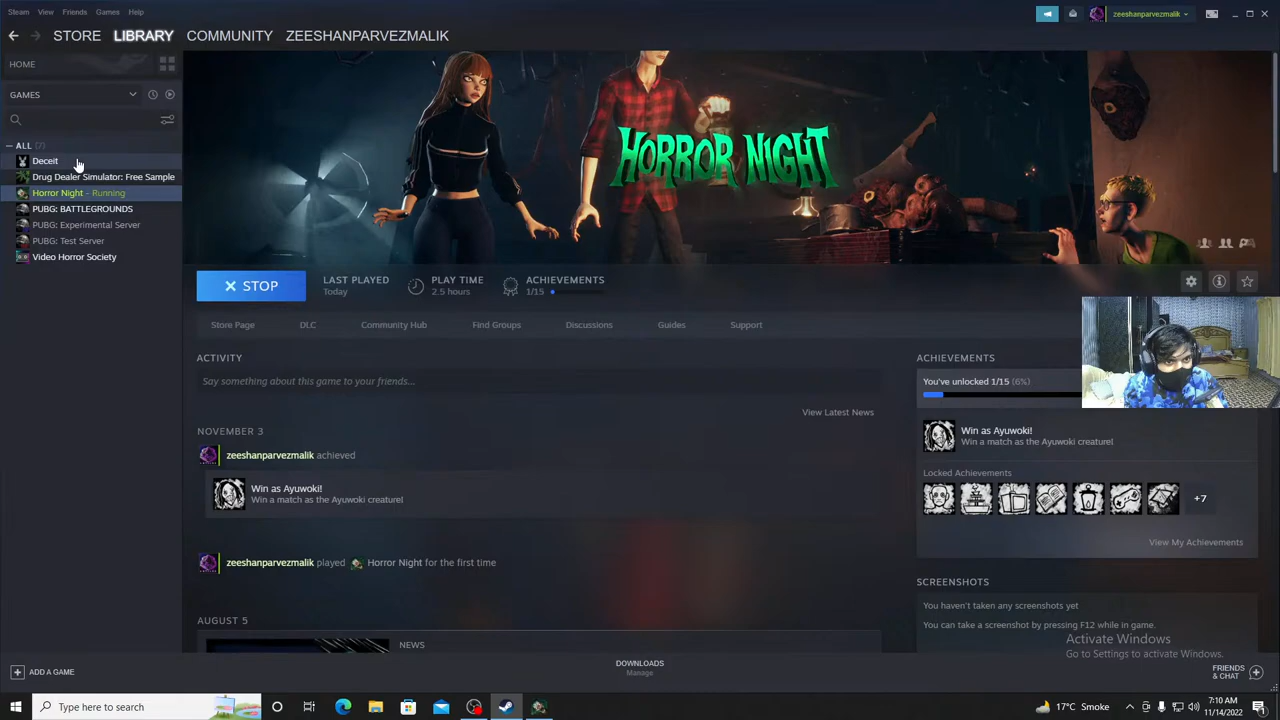 Steam View Friends Games Help
zeeshanparvezmalik
STORE LIBRARY COMMUNITY ZEESHANPARVEZMALIK
HOME
GAMES
ALL (7)
Deceit
Drug Dealer Simulator: Free Sample
Horror Night - Running
PUBG: BATTLEGROUNDS
PUBG: Experimental Server
PUBG: Test Server
Video Horror Society
HORROR NIGHT
STOP
LAST PLAYED
Today
PLAY TIME
2.5 hours
ACHIEVEMENTS
1/15
Store Page DLC Community Hub Find Groups Discussions Guides Support
ACTIVITY
Say something about this game to your friends...
View Latest News
NOVEMBER 3
zeeshanparvezmalik achieved
Win as Ayuwoki!
Win a match as the Ayuwoki creature!
zeeshanparvezmalik played Horror Night for the first time
AUGUST 5
NEWS
ACHIEVEMENTS
You've unlocked 1/15 (6%)
Win as Ayuwoki!
Win a match as the Ayuwoki creature!
Locked Achievements
+7
View My Achievements
SCREENSHOTS
You haven't taken any screenshots yet
You can take a screenshot by pressing F12 while in game.
Activate Windows
Go to Settings to activate Windows.
ADD A GAME
DOWNLOADS
Manage
FRIENDS
& CHAT
Type here to search
17°C Smoke
7:10 AM
11/14/2022
1